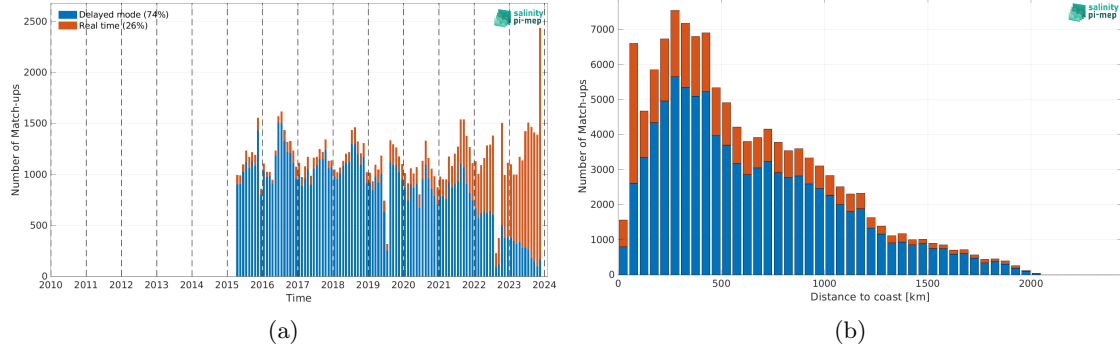 Delayed mode (74%)
Real time (26%)
salinity
pi-mep
Number of Match-ups
2500
2000
1500
1000
500
0
2010 2011 2012 2013 2014 2015 2016 2017 2018 2019 2020 2021 2022 2023 2024
Time
(a)
salinity
pi-mep
Number of Match-ups
7000
6000
5000
4000
3000
2000
1000
0
0 500 1000 1500 2000
Distance to coast [km]
(b)